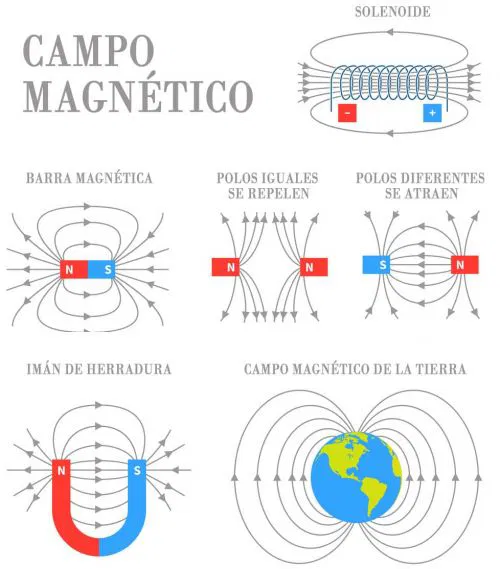 CAMPO
MAGNÉTICO
SOLENOIDE
− +
BARRA MAGNÉTICA
N S
POLOS IGUALES
SE REPELEN
N N
POLOS DIFERENTES
SE ATRAEN
S N
IMÁN DE HERRADURA
N S
CAMPO MAGNÉTICO DE LA TIERRA